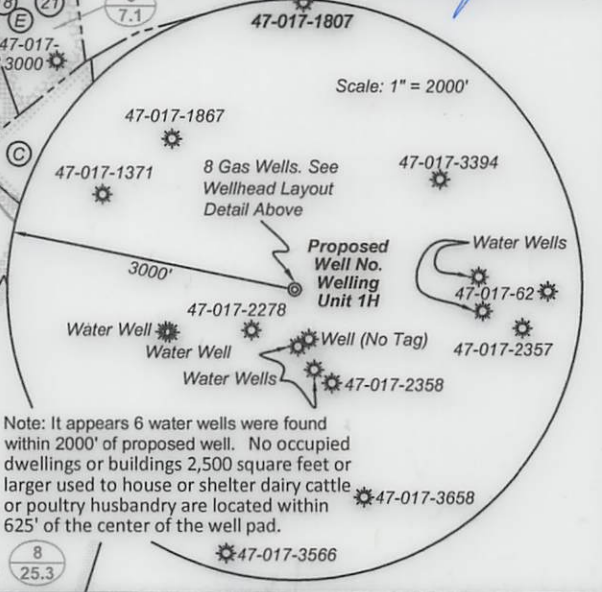 8
21
E
7.1
47-017-1807
47-017-
3000
Scale: 1" = 2000'
47-017-1867
C
47-017-1371
8 Gas Wells. See
Wellhead Layout
Detail Above
47-017-3394
Proposed
Well No.
Welling
Unit 1H
Water Wells
3000'
47-017-62
47-017-2278
Water Well
Well (No Tag)
47-017-2357
Water Well
Water Wells
47-017-2358
Note: It appears 6 water wells were found
within 2000' of proposed well. No occupied
dwellings or buildings 2,500 square feet or
larger used to house or shelter dairy cattle
or poultry husbandry are located within
625' of the center of the well pad.
47-017-3658
47-017-3566
8
25.3